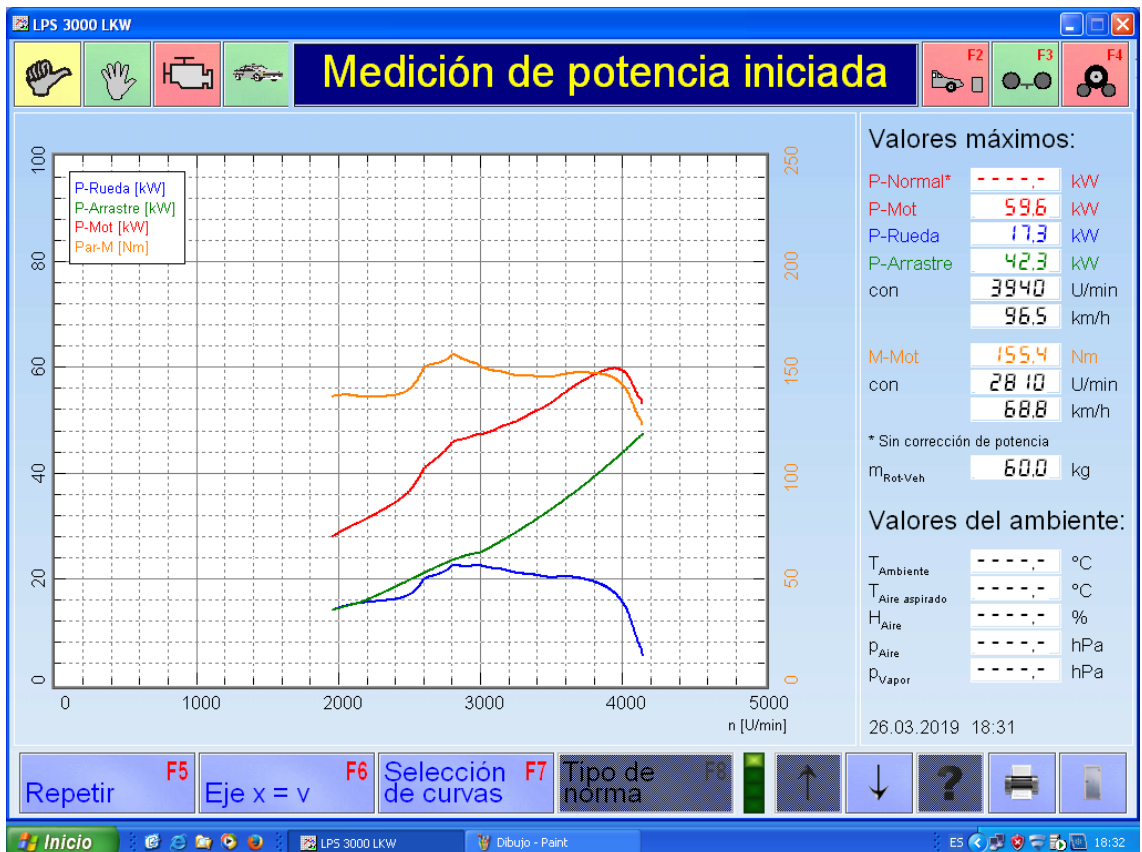 LPS 3000 LKW
Medición de potencia iniciada
F2
F3
F4
P-Rueda [kW]
P-Arrastre [kW]
P-Mot [kW]
Par-M [Nm]
100
80
60
40
20
0
250
200
150
100
50
0
0 1000 2000 3000 4000 5000
n [U/min]
Valores máximos:
P-Normal* ----,- kW
P-Mot 59,6 kW
P-Rueda 17,3 kW
P-Arrastre 42,3 kW
con 3940 U/min
96,5 km/h
M-Mot 155,4 Nm
con 2810 U/min
68,8 km/h
* Sin corrección de potencia
mRot-Veh 60,0 kg
Valores del ambiente:
TAmbiente ----,- °C
TAire aspirado ----,- °C
HAire ----,- %
pAire ----,- hPa
pVapor ----,- hPa
26.03.2019 18:31
Repetir F5
Eje x = v F6
Selección F7
de curvas
Tipo de F8
norma
?
Inicio LPS 3000 LKW Dibujo - Paint ES 18:32